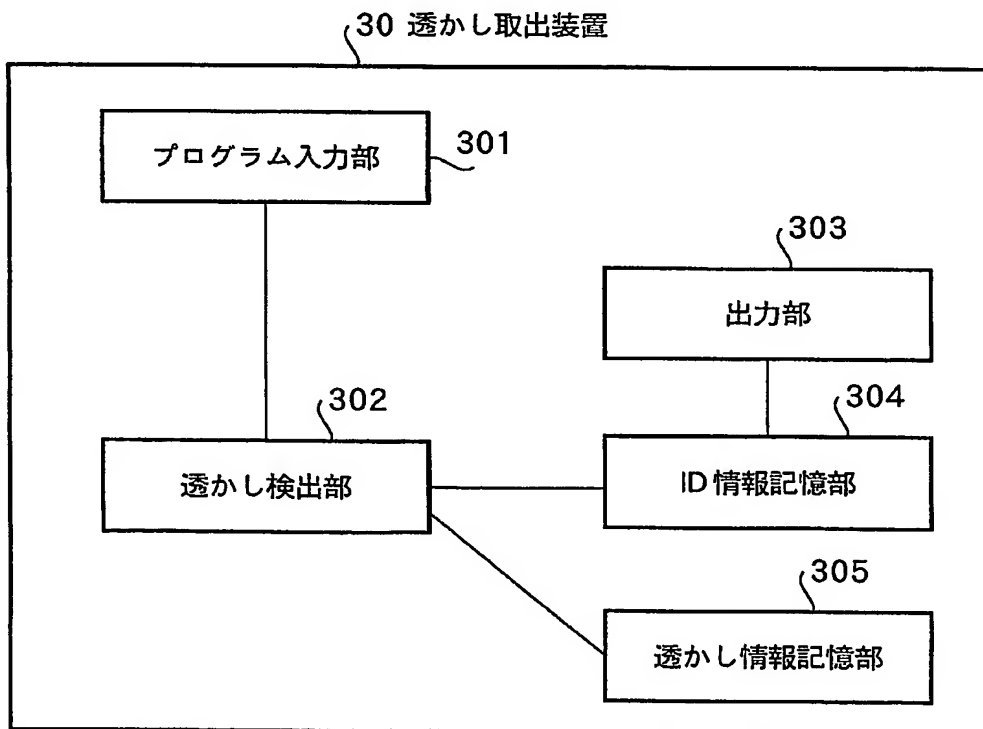 30 透かし取出装置
プログラム入力部
301
303
出力部
302
透かし検出部
304
ID情報記憶部
305
透かし情報記憶部